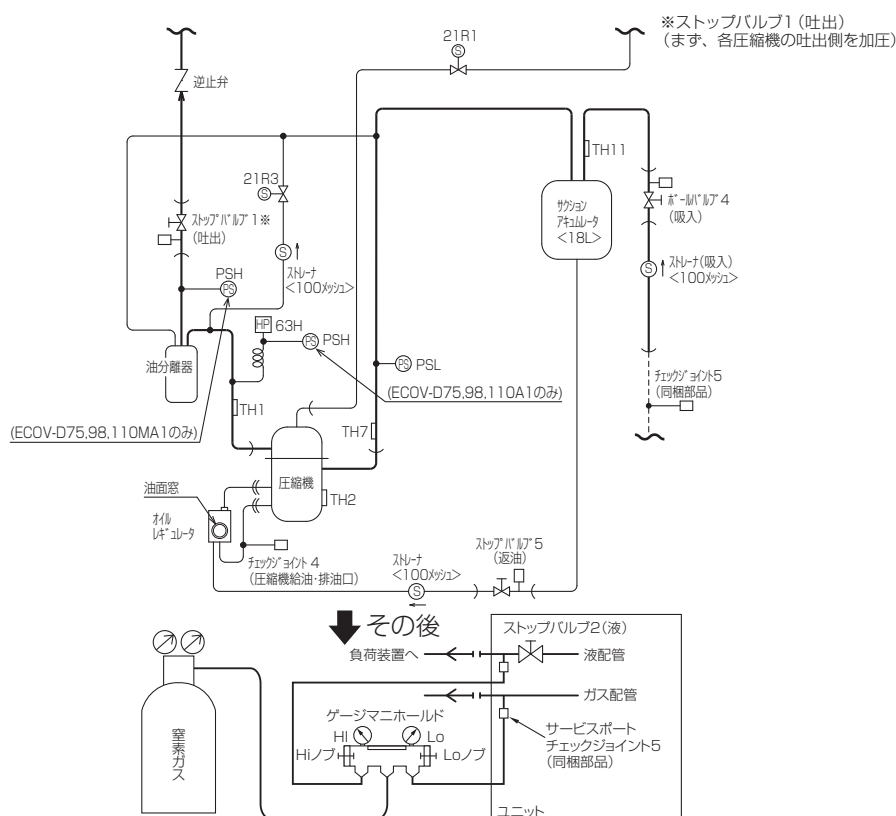 ※ストップバルブ1(吐出)
(まず、各圧縮機の吐出側を加圧)
21R1
逆止弁
TH11
21R3
ストップバルブ1※
(吐出)
サクション
アキュムレータ
<18L>
ボールバルブ4
(吸入)
S
S
ストレーナ
<100メッシュ>
S
ストレーナ(吸入)
<100メッシュ>
S
PSH
PS
HP 63H
PS PSH
PS PSL
油分離器
(ECOV-D75,98,110A1のみ)
チェックジョイント5
(同梱部品)
TH1
(ECOV-D75,98,110MA1のみ)
TH7
圧縮機
TH2
油面窓
オイル
レギュレータ
チェックジョイント4
(圧縮機給油・排油口)
ストレーナ
<100メッシュ>
S
ストップバルブ5
(返油)
その後
ストップバルブ2(液)
負荷装置へ
液配管
ガス配管
ゲージマニホールド
HI
Lo
Hiノブ
Loノブ
サービスポート
チェックジョイント5
(同梱部品)
窒素ガス
ユニット